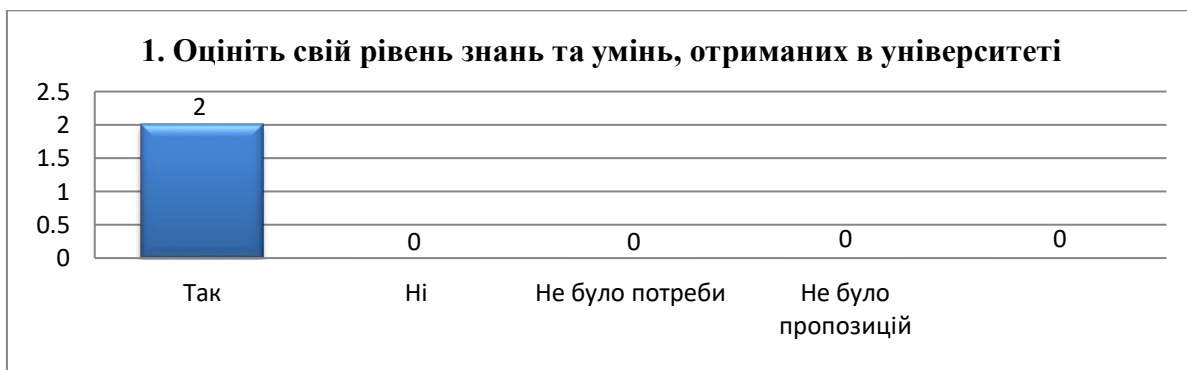 1. Оцініть свій рівень знань та умінь, отриманих в університеті
2.5
2
1.5
1
0.5
0
2
0
0
0
0
Так
Ні
Не було потреби
Не було
пропозицій